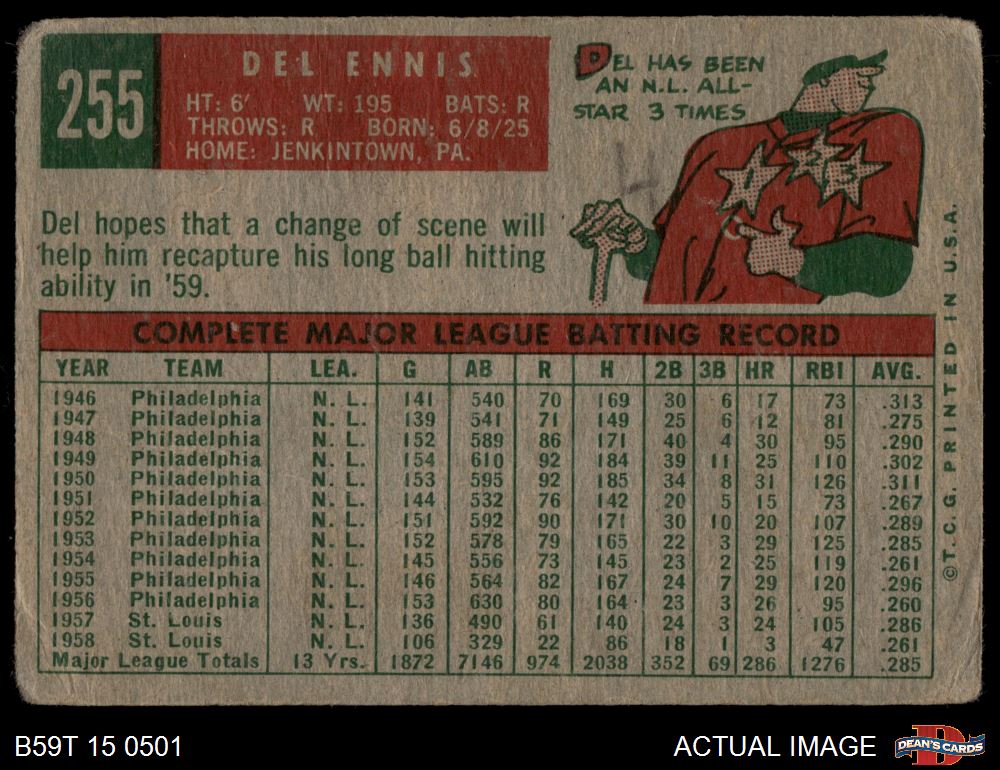 255
DEL ENNIS
HT: 6' WT: 195 BATS: R
THROWS: R BORN: 6/8/25
HOME: JENKINTOWN, PA.
DEL HAS BEEN
AN N.L. ALL-
STAR 3 TIMES
1 2 3
Del hopes that a change of scene will
help him recapture his long ball hitting
ability in '59.
COMPLETE MAJOR LEAGUE BATTING RECORD
YEAR TEAM LEA. G AB R H 2B 3B HR RBI AVG.
1946 Philadelphia N. L. 141 540 70 169 30 6 17 73 .313
1947 Philadelphia N. L. 139 541 71 149 25 6 12 81 .275
1948 Philadelphia N. L. 152 589 86 171 40 4 30 95 .290
1949 Philadelphia N. L. 154 610 92 184 39 11 25 110 .302
1950 Philadelphia N. L. 153 595 92 185 34 8 31 126 .311
1951 Philadelphia N. L. 144 532 76 142 20 5 15 73 .267
1952 Philadelphia N. L. 151 592 90 171 30 10 20 107 .289
1953 Philadelphia N. L. 152 578 79 165 22 3 29 125 .285
1954 Philadelphia N. L. 145 556 73 145 23 2 25 119 .261
1955 Philadelphia N. L. 146 564 82 167 24 7 29 120 .296
1956 Philadelphia N. L. 153 630 80 164 23 3 26 95 .260
1957 St. Louis N. L. 136 490 61 140 24 3 24 105 .286
1958 St. Louis N. L. 106 329 22 86 18 1 3 47 .261
Major League Totals 13 Yrs. 1872 7146 974 2038 352 69 286 1276 .285
©T.C.G. PRINTED IN U.S.A.
B59T 15 0501
ACTUAL IMAGE
D
DEAN'S CARDS